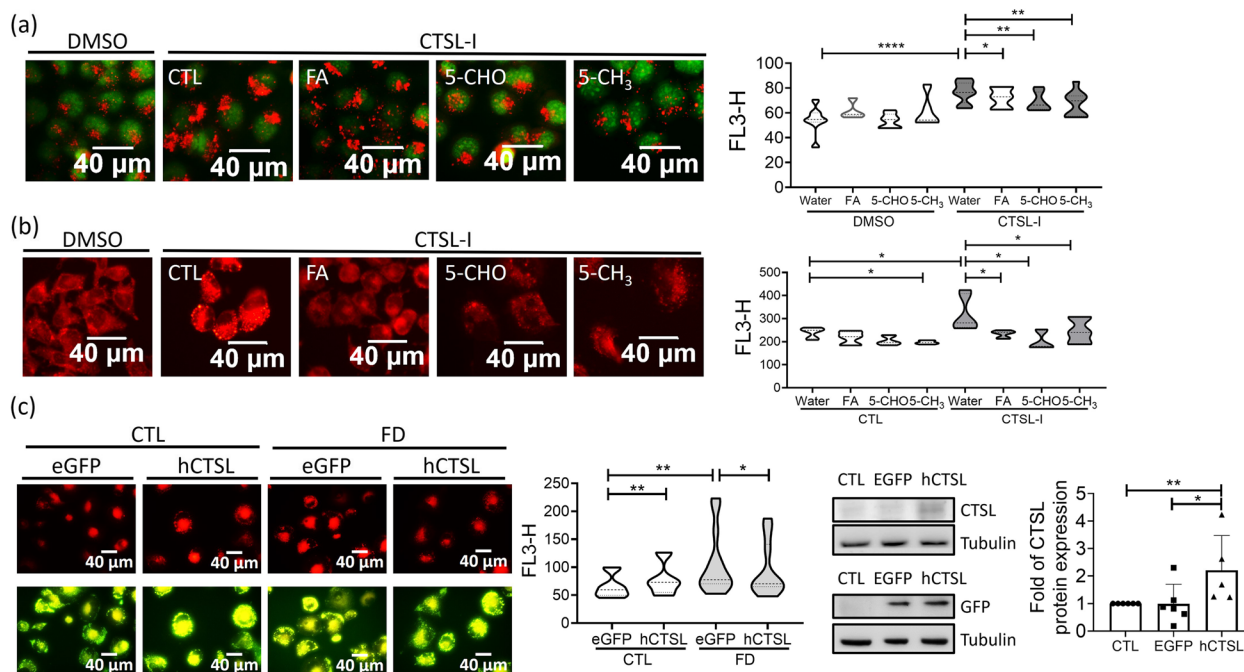 (a)
DMSO
CTSL-I
CTL
FA
5-CHO
5-CH₃
40 µm
40 µm
40 µm
40 µm
40 µm
****
*
**
**
FL3-H
100
80
60
40
20
0
Water FA 5-CHO 5-CH₃ Water FA 5-CHO 5-CH₃
DMSO CTSL-I
(b)
DMSO
CTSL-I
CTL
FA
5-CHO
5-CH₃
40 µm
40 µm
40 µm
40 µm
40 µm
*
*
*
*
*
FL3-H
500
400
300
200
100
0
Water FA 5-CHO 5-CH₃ Water FA 5-CHO 5-CH₃
CTL CTSL-I
(c)
CTL FD
eGFP hCTSL eGFP hCTSL
40 µm 40 µm 40 µm 40 µm
40 µm 40 µm 40 µm 40 µm
**
**
*
FL3-H
250
200
150
100
50
0
eGFP hCTSL eGFP hCTSL
CTL FD
CTL EGFP hCTSL
CTSL
Tubulin
CTL EGFP hCTSL
GFP
Tubulin
**
*
Fold of CTSL
protein expression
5
4
3
2
1
0
CTL EGFP hCTSL